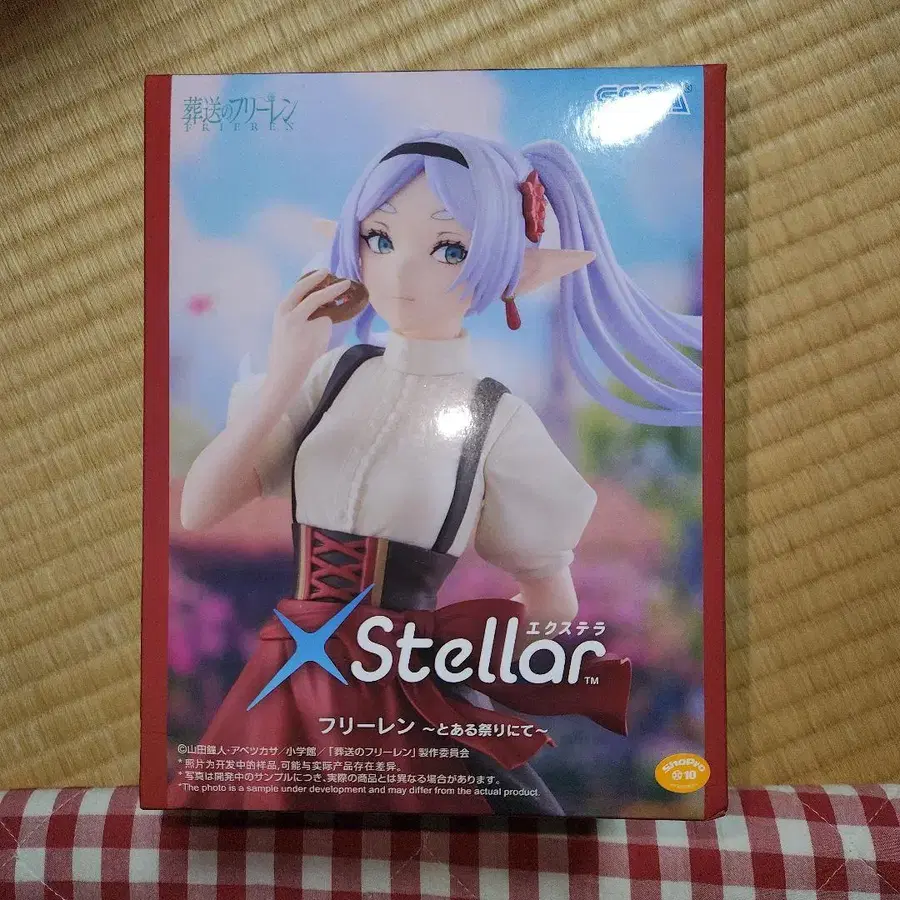 葬送のフリーレン
FRIEREN
SEGA
エクステラ
XStellar™
フリーレン ～とある祭りにて～
©山田鐘人・アベツカサ/小学館/「葬送のフリーレン」製作委員会
*照片为开发中的样品,可能与实际产品存在差异。
*写真は開発中のサンプルにつき、実際の商品とは異なる場合があります。
*The photo is a sample under development and may differ from the actual product.
ShoPro
10